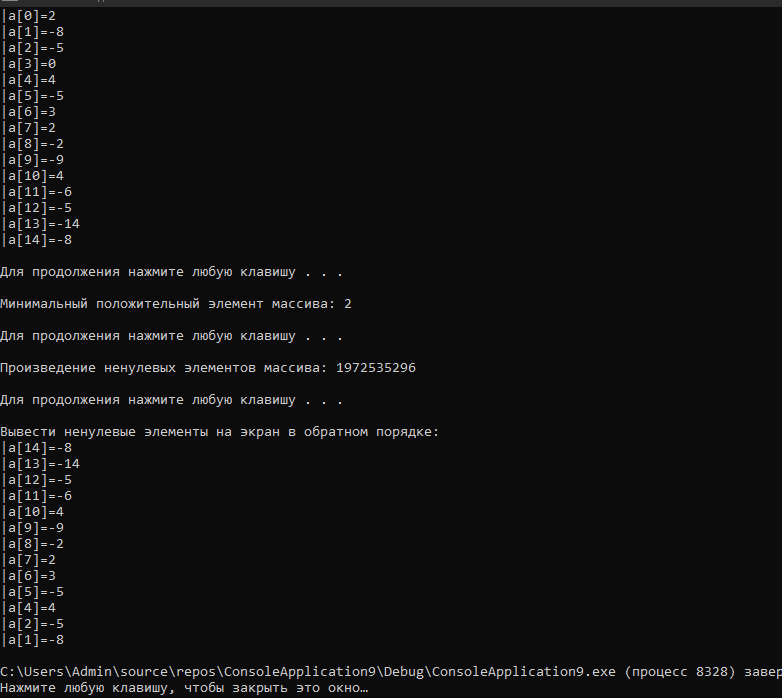 |a[0]=2
|a[1]=-8
|a[2]=-5
|a[3]=0
|a[4]=4
|a[5]=-5
|a[6]=3
|a[7]=2
|a[8]=-2
|a[9]=-9
|a[10]=4
|a[11]=-6
|a[12]=-5
|a[13]=-14
|a[14]=-8
Для продолжения нажмите любую клавишу . . .
Минимальный положительный элемент массива: 2
Для продолжения нажмите любую клавишу . . .
Произведение ненулевых элементов массива: 1972535296
Для продолжения нажмите любую клавишу . . .
Вывести ненулевые элементы на экран в обратном порядке:
|a[14]=-8
|a[13]=-14
|a[12]=-5
|a[11]=-6
|a[10]=4
|a[9]=-9
|a[8]=-2
|a[7]=2
|a[6]=3
|a[5]=-5
|a[4]=4
|a[2]=-5
|a[1]=-8
C:\Users\Admin\source\repos\ConsoleApplication9\Debug\ConsoleApplication9.exe (процесс 8328) завер
Нажмите любую клавишу, чтобы закрыть это окно…